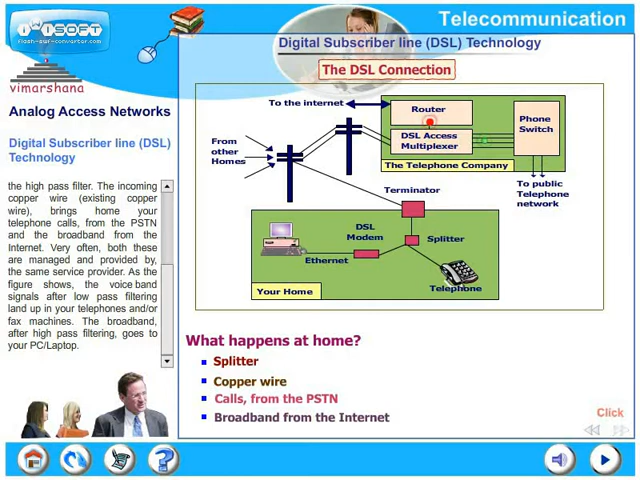 Telecommunication
iWiSOFT
flash-swf-converter.com
vimarshana
Analog Access Networks
Digital Subscriber line (DSL)
Technology
the high pass filter. The incoming
copper wire (existing copper
wire), brings home your
telephone calls, from the PSTN
and the broadband from the
Internet. Very often, both these
are managed and provided by,
the same service provider. As the
figure shows, the voice band
signals after low pass filtering
land up in your telephones and/or
fax machines. The broadband,
after high pass filtering, goes to
your PC/Laptop.
Digital Subscriber line (DSL) Technology
The DSL Connection
To the internet
Router
DSL Access
Multiplexer
Phone
Switch
The Telephone Company
From
other
Homes
To public
Telephone
network
Terminator
DSL
Modem
Splitter
Ethernet
Telephone
Your Home
What happens at home?
Splitter
Copper wire
Calls, from the PSTN
Broadband from the Internet
Click